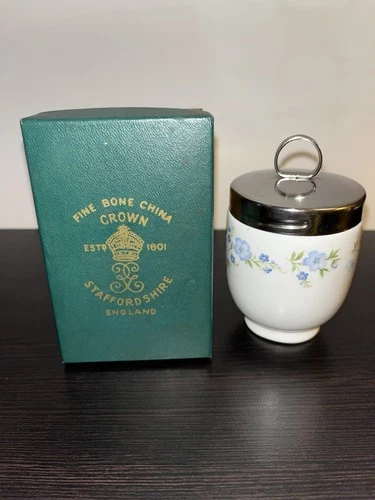 FINE BONE CHINA
CROWN
ESTD 1801
STAFFORDSHIRE
ENGLAND